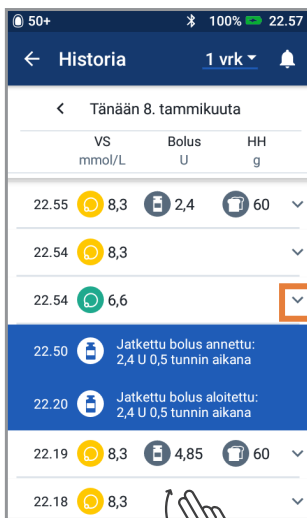 50+ 100% 22.57
Historia 1 vrk
Tänään 8. tammikuuta
VS Bolus HH
mmol/L U g
22.55 8,3 2,4 60
22.54 8,3
22.54 6,6
22.50 Jatkettu bolus annettu:
2,4 U 0,5 tunnin aikana
22.20 Jatkettu bolus aloitettu:
2,4 U 0,5 tunnin aikana
22.19 8,3 4,85 60
22.18 8,3